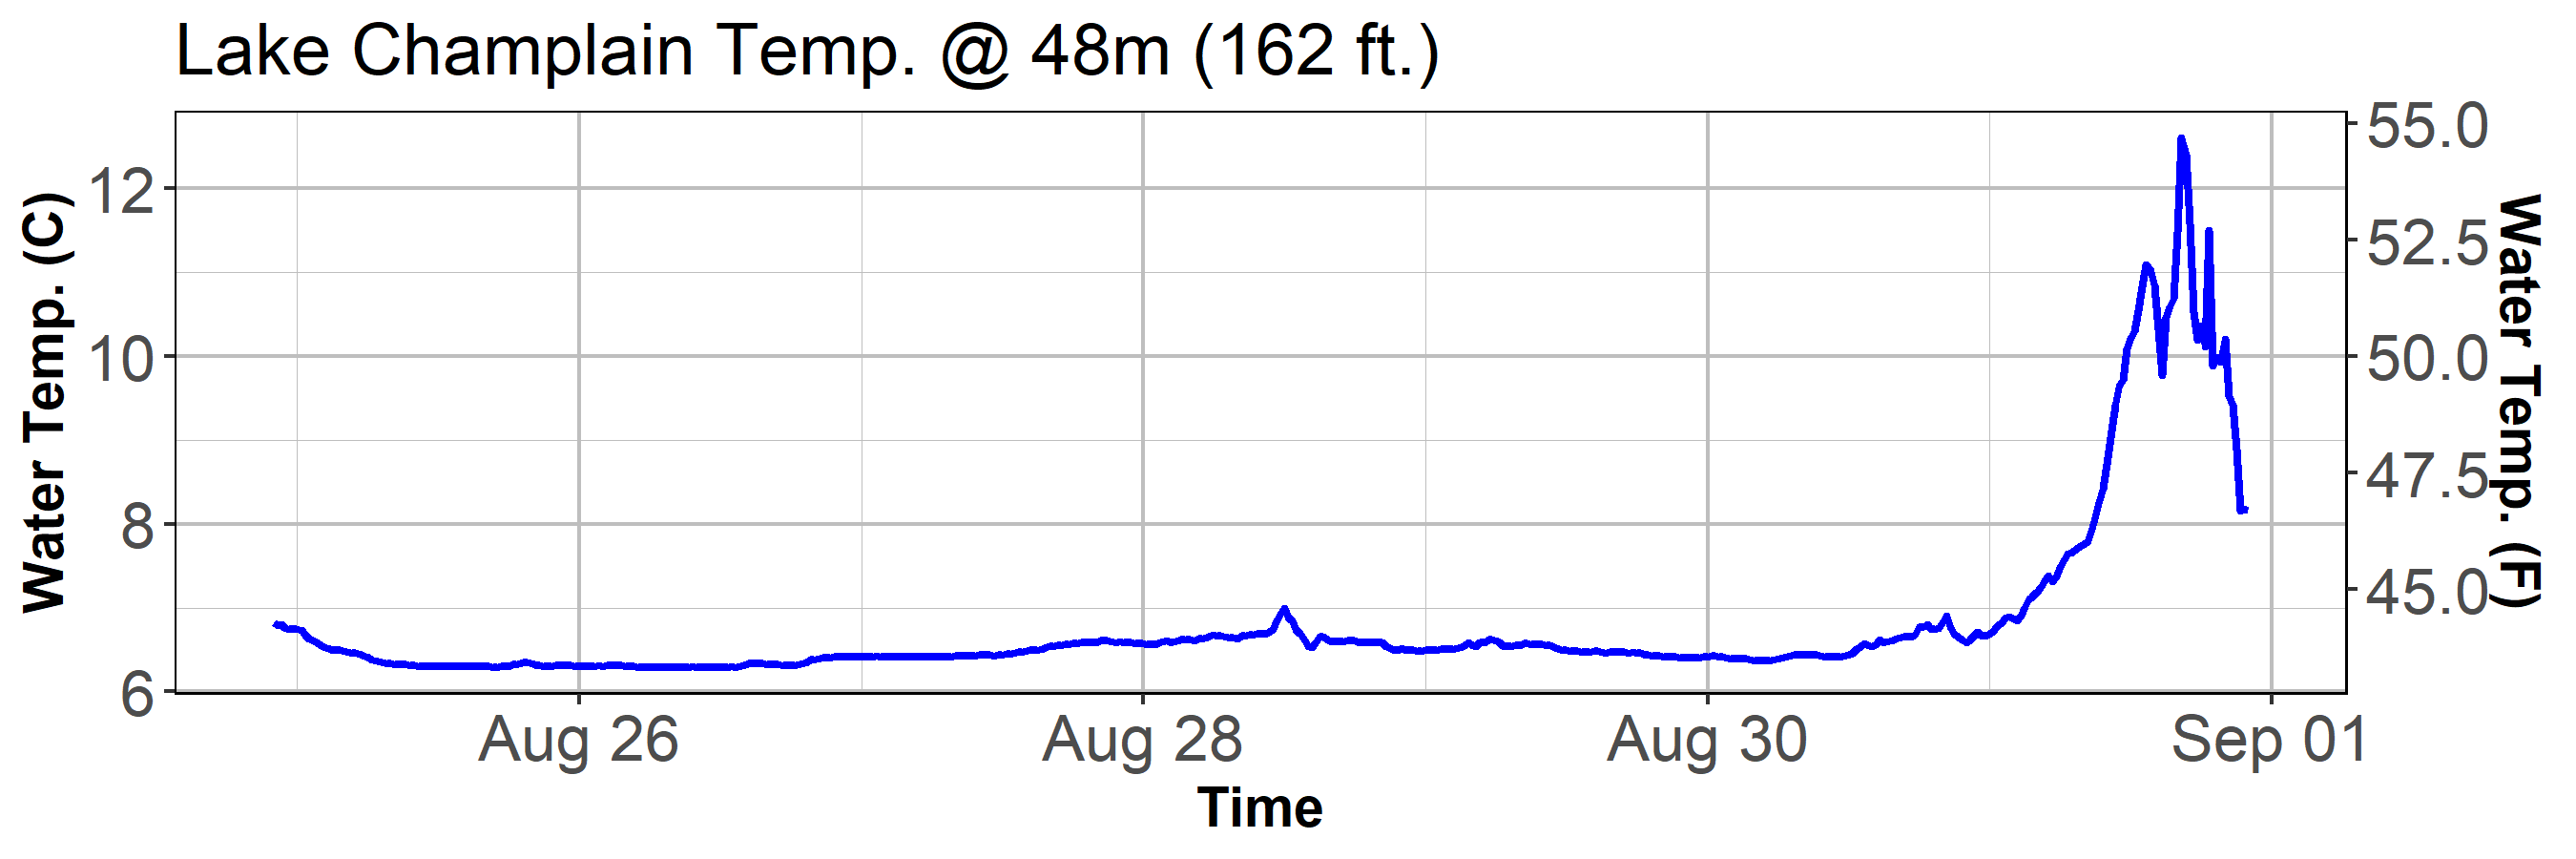 Lake Champlain Temp. @ 48m (162 ft.)
Water Temp. (C)
12
10
8
6
55.0
52.5
50.0
47.5
45.0
Water Temp. (F)
Aug 26
Aug 28
Aug 30
Sep 01
Time